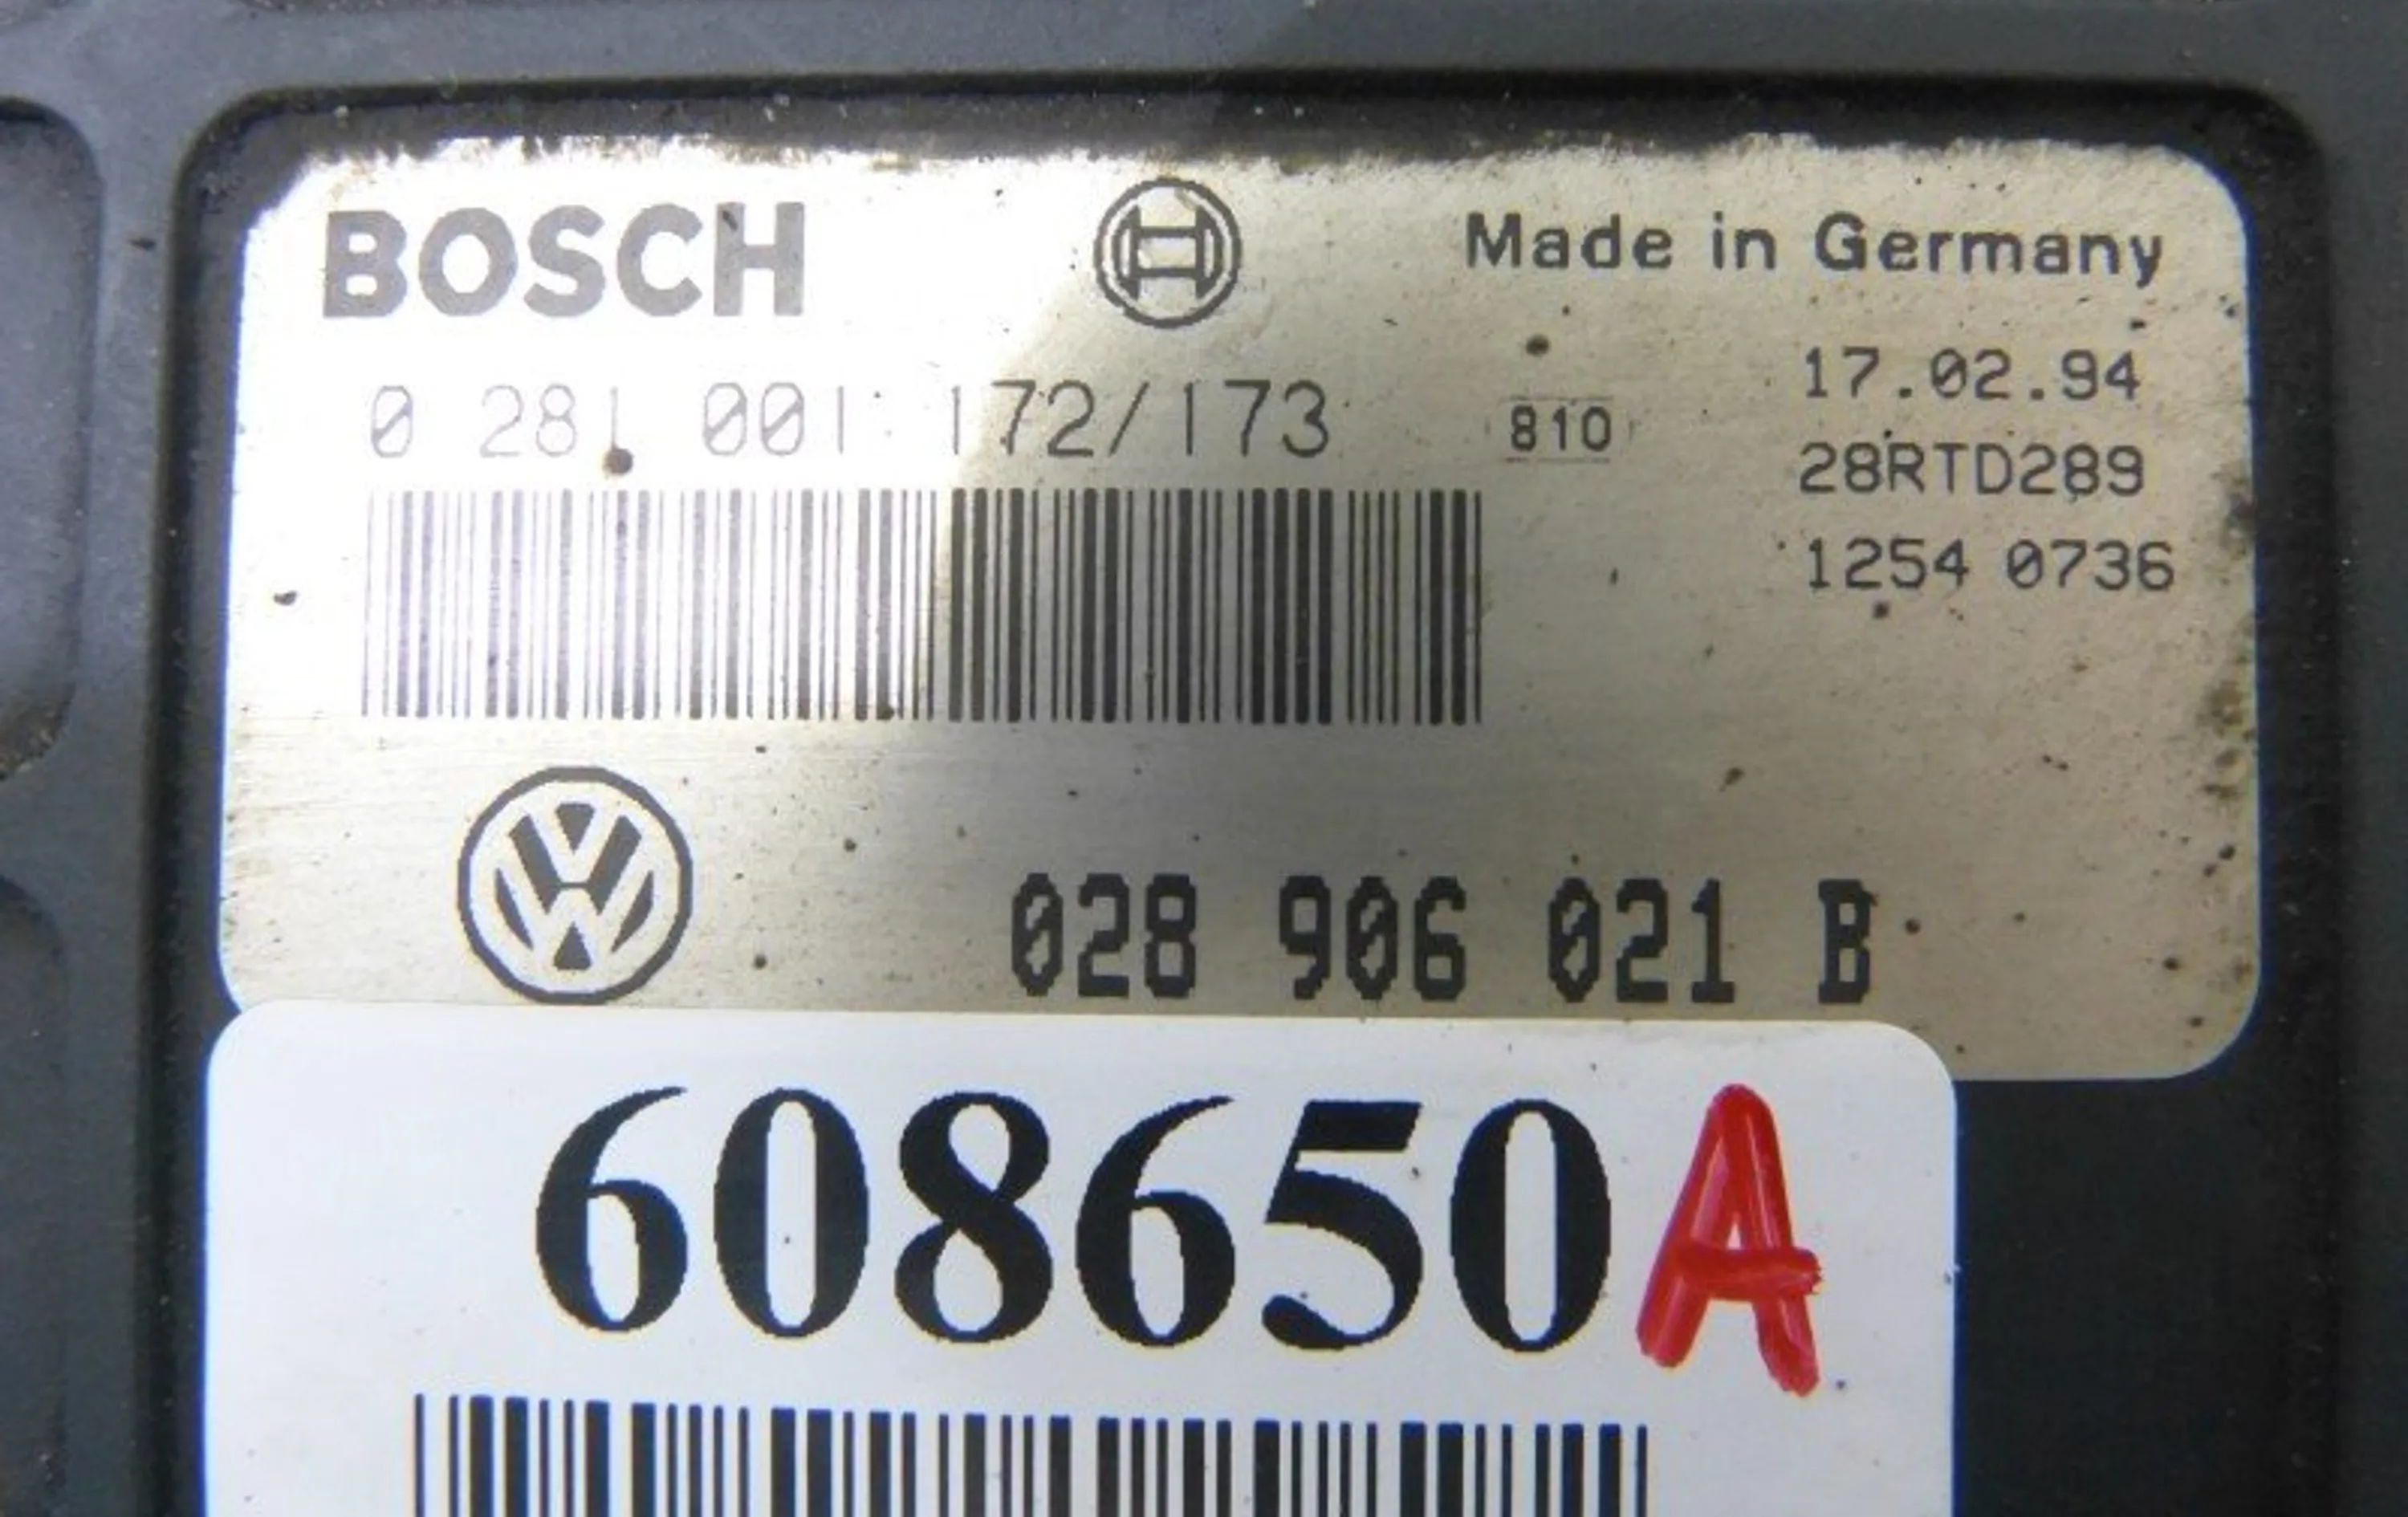 BOSCH Made in Germany
0 281 001 172/173 810 17.02.94
28RTD289
1254 0736
028 906 021 B
608650A